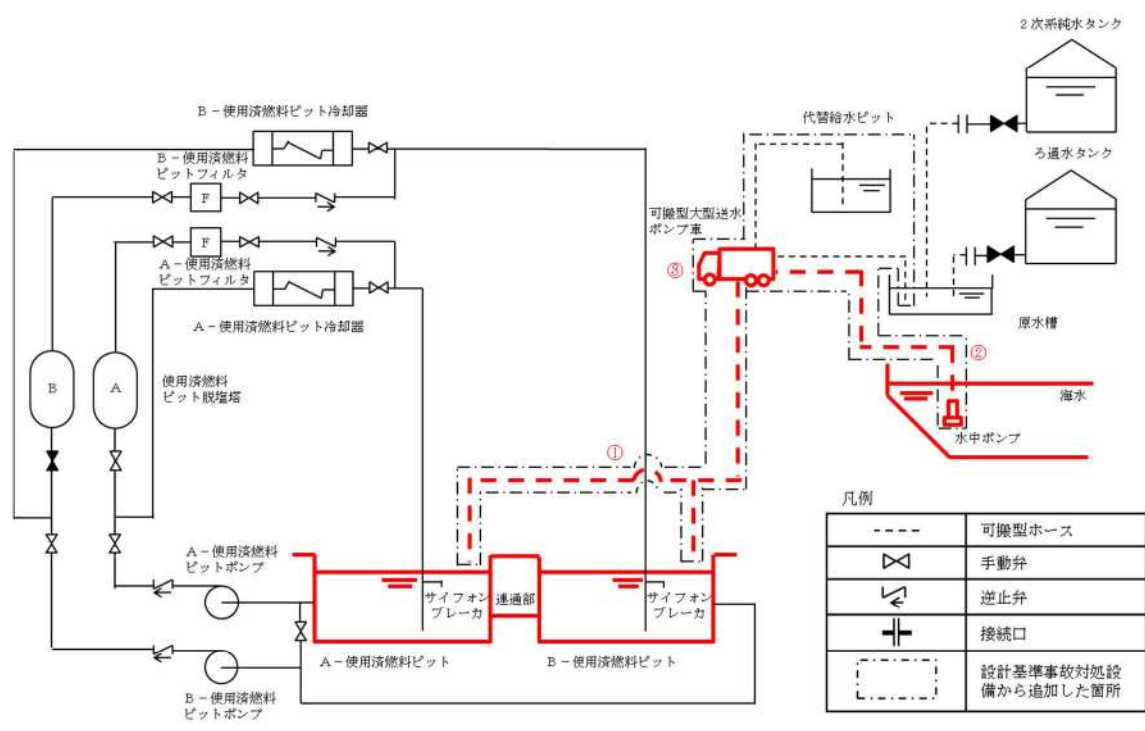 2次系純水タンク
B－使用済燃料ピット冷却器
代替給水ピット
B－使用済燃料
ピットフィルタ
ろ過水タンク
F
可搬型大型送水
ポンプ車
F
③
A－使用済燃料
ピットフィルタ
原水槽
A－使用済燃料ピット冷却器
②
B
A
使用済燃料
ピット脱塩塔
海水
水中ポンプ
①
凡例
可搬型ホース
手動弁
逆止弁
接続口
設計基準事故対処設
備から追加した箇所
A－使用済燃料
ピットポンプ
サイフォン
ブレーカ
連通部
サイフォン
ブレーカ
A－使用済燃料ピット
B－使用済燃料ピット
B－使用済燃料
ピットポンプ